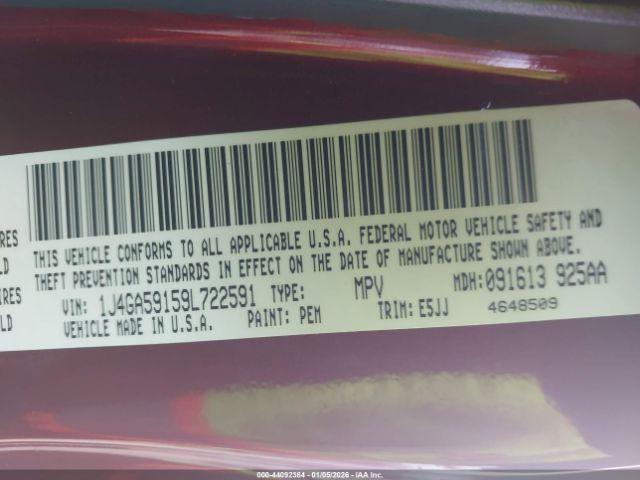 THIS VEHICLE CONFORMS TO ALL APPLICABLE U.S.A. FEDERAL MOTOR VEHICLE SAFETY AND
THEFT PREVENTION STANDARDS IN EFFECT ON THE DATE OF MANUFACTURE SHOWN ABOVE.
VIN: 1J4GA59159L722591 TYPE: MPV MDH: 091613 925AA
VEHICLE MADE IN U.S.A. PAINT: PEM TRIM: E5JJ 4648509
RES
LD
IRES
LD
000-44092384 - 01/05/2026 - IAA Inc.